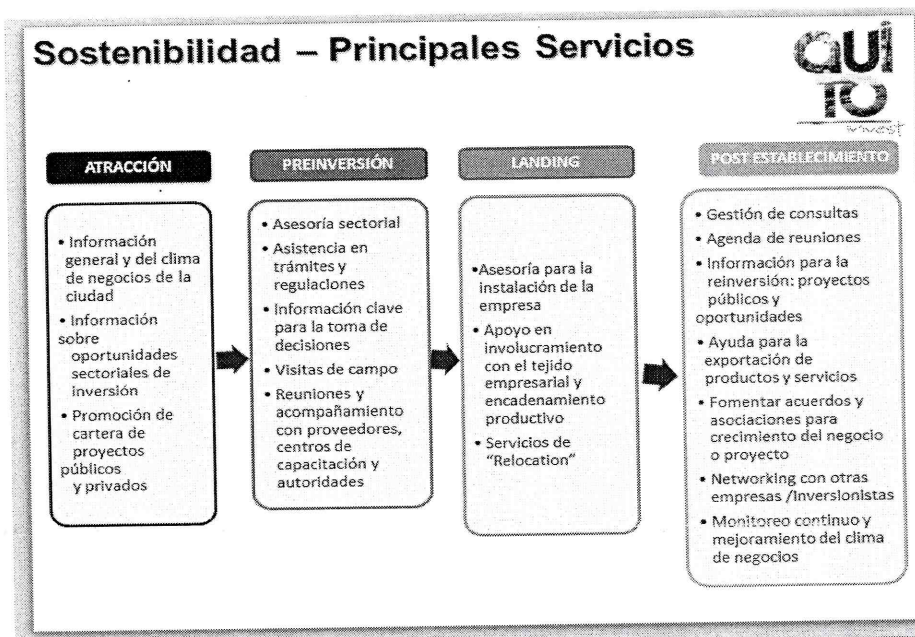 Sostenibilidad – Principales Servicios
QUITO
invest
ATRACCIÓN
• Información
general y del clima
de negocios de la
ciudad
• Información
sobre
oportunidades
sectoriales de
inversión
• Promoción de
cartera de
proyectos
públicos
y privados
PREINVERSIÓN
• Asesoría sectorial
• Asistencia en
trámites y
regulaciones
• Información clave
para la toma de
decisiones
• Visitas de campo
• Reuniones y
acompañamiento
con proveedores,
centros de
capacitación y
autoridades
LANDING
•Asesoría para la
instalación de la
empresa
• Apoyo en
involucramiento
con el tejido
empresarial y
encadenamiento
productivo
• Servicios de
“Relocation”
POST ESTABLECIMIENTO
• Gestión de consultas
• Agenda de reuniones
• Información para la
reinversión: proyectos
públicos y
oportunidades
• Ayuda para la
exportación de
productos y servicios
• Fomentar acuerdos y
asociaciones para
crecimiento del negocio
o proyecto
• Networking con otras
empresas /Inversionistas
• Monitoreo continuo y
mejoramiento del clima
de negocios